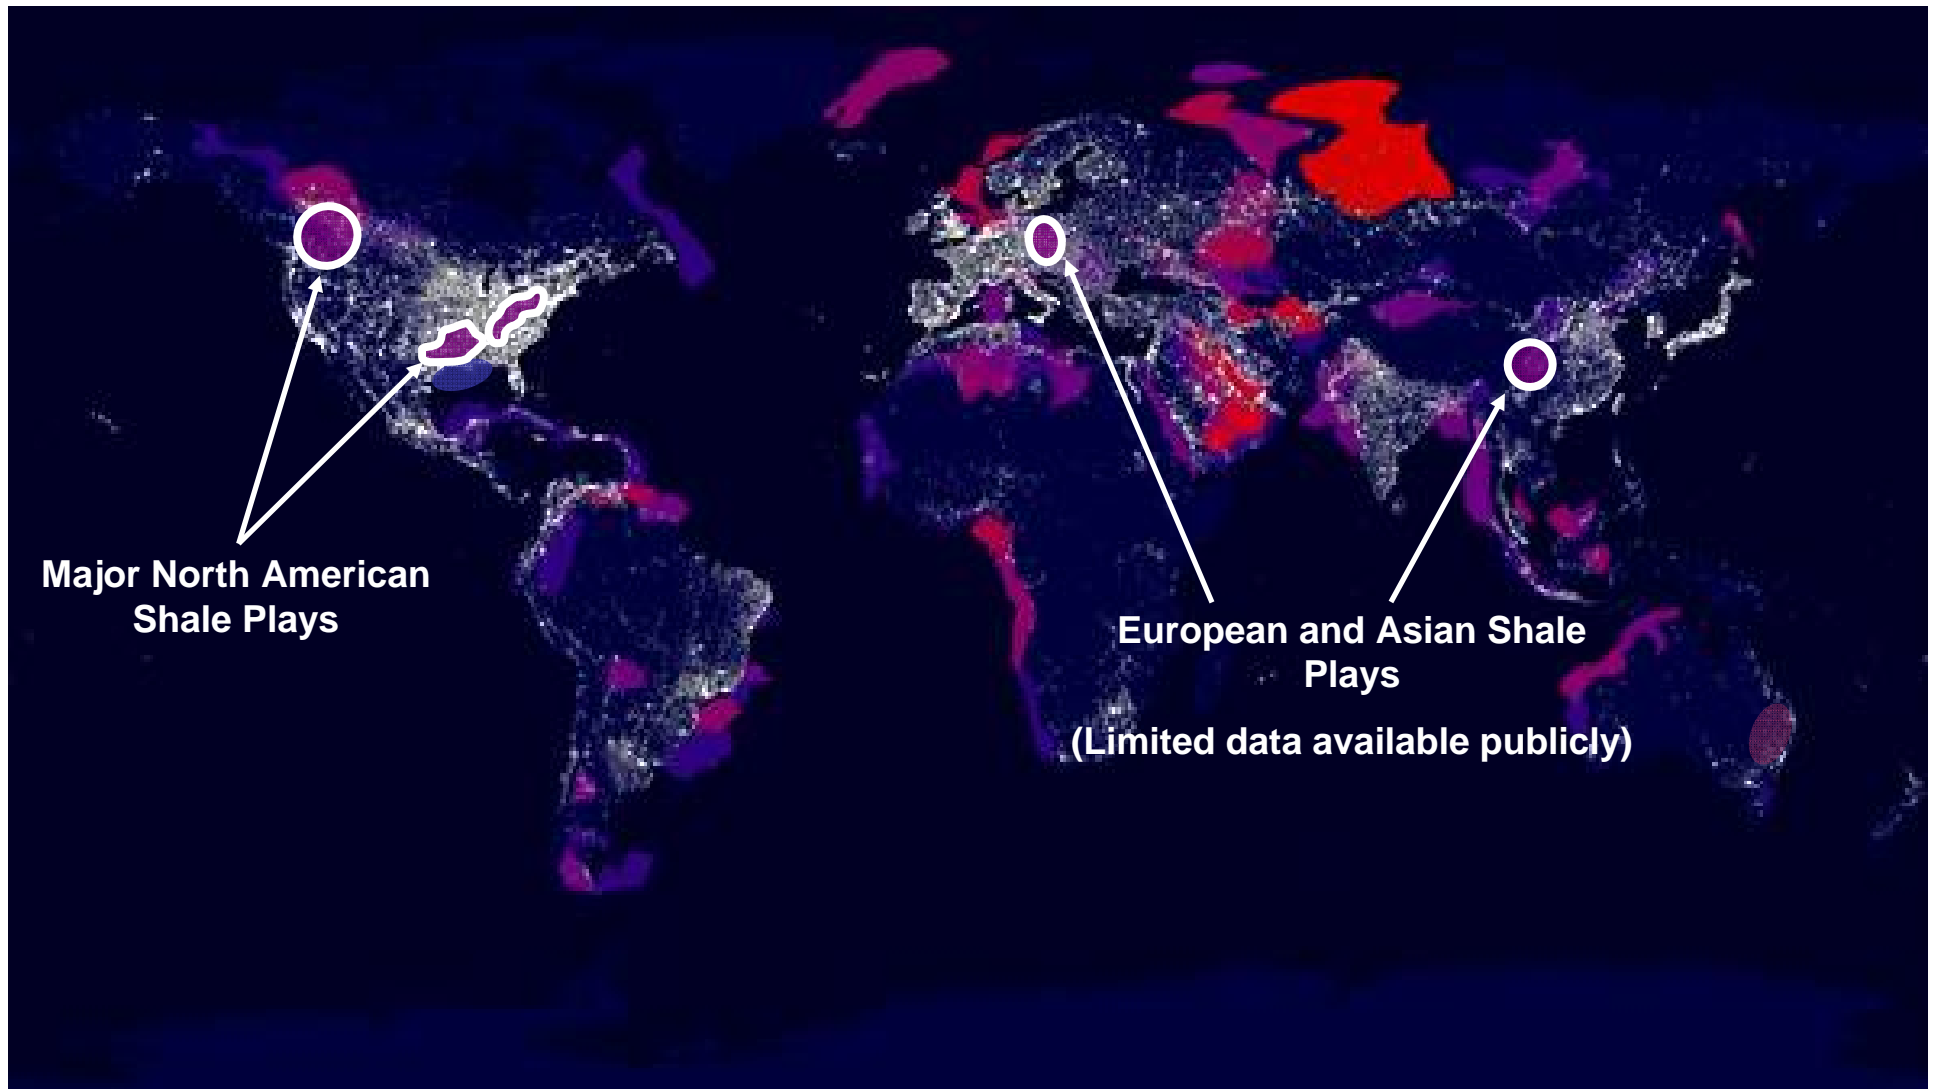 Major North American
Shale Plays
European and Asian Shale
Plays
(Limited data available publicly)